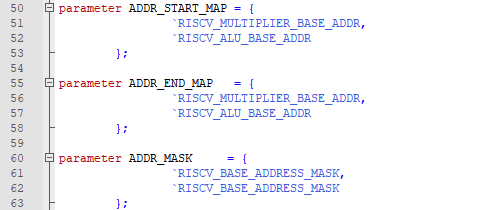 50 parameter ADDR_START_MAP = {
51 `RISCV_MULTIPLIER_BASE_ADDR,
52 `RISCV_ALU_BASE_ADDR
53 };
54
55 parameter ADDR_END_MAP   = {
56 `RISCV_MULTIPLIER_BASE_ADDR,
57 `RISCV_ALU_BASE_ADDR
58 };
59
60 parameter ADDR_MASK     = {
61 `RISCV_BASE_ADDRESS_MASK,
62 `RISCV_BASE_ADDRESS_MASK
63 };